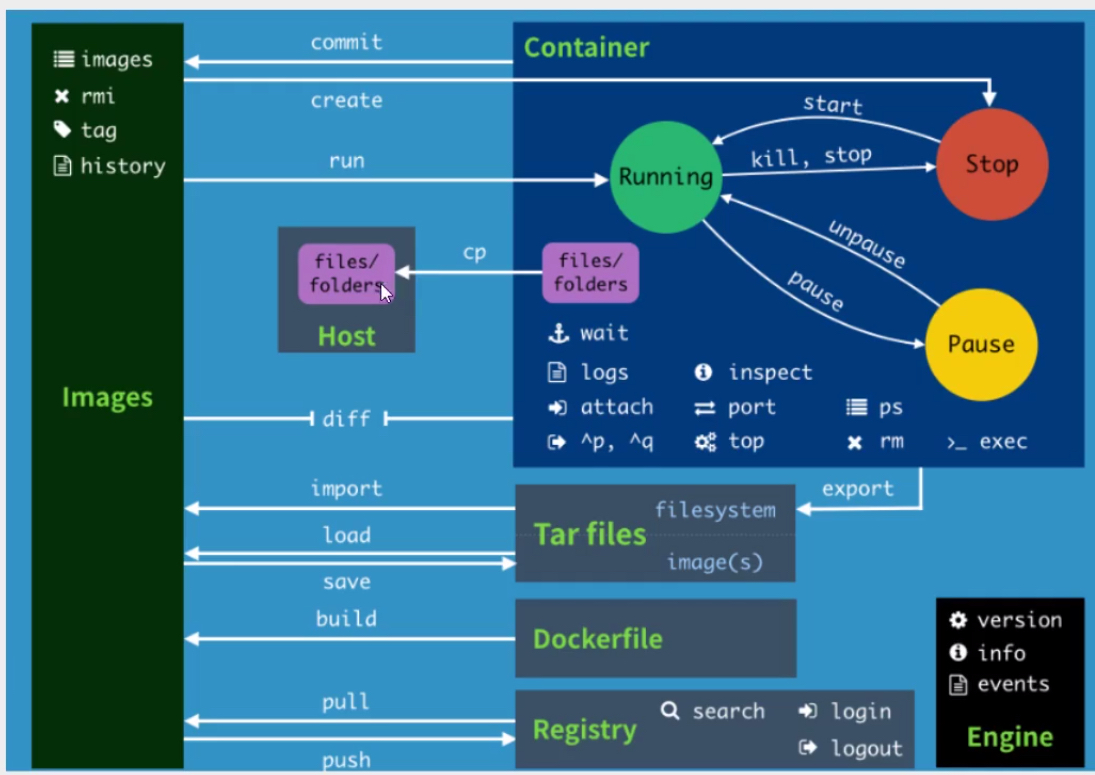 images
rmi
tag
history
Images
commit
create
run
cp
files/
folders
Host
diff
import
load
save
build
pull
push
Container
start
kill, stop
Running
Stop
unpause
pause
Pause
files/
folders
wait
logs
inspect
attach
port
ps
^p, ^q
top
rm
>_ exec
export
Tar files
filesystem
image(s)
Dockerfile
Registry
search
login
logout
version
info
events
Engine